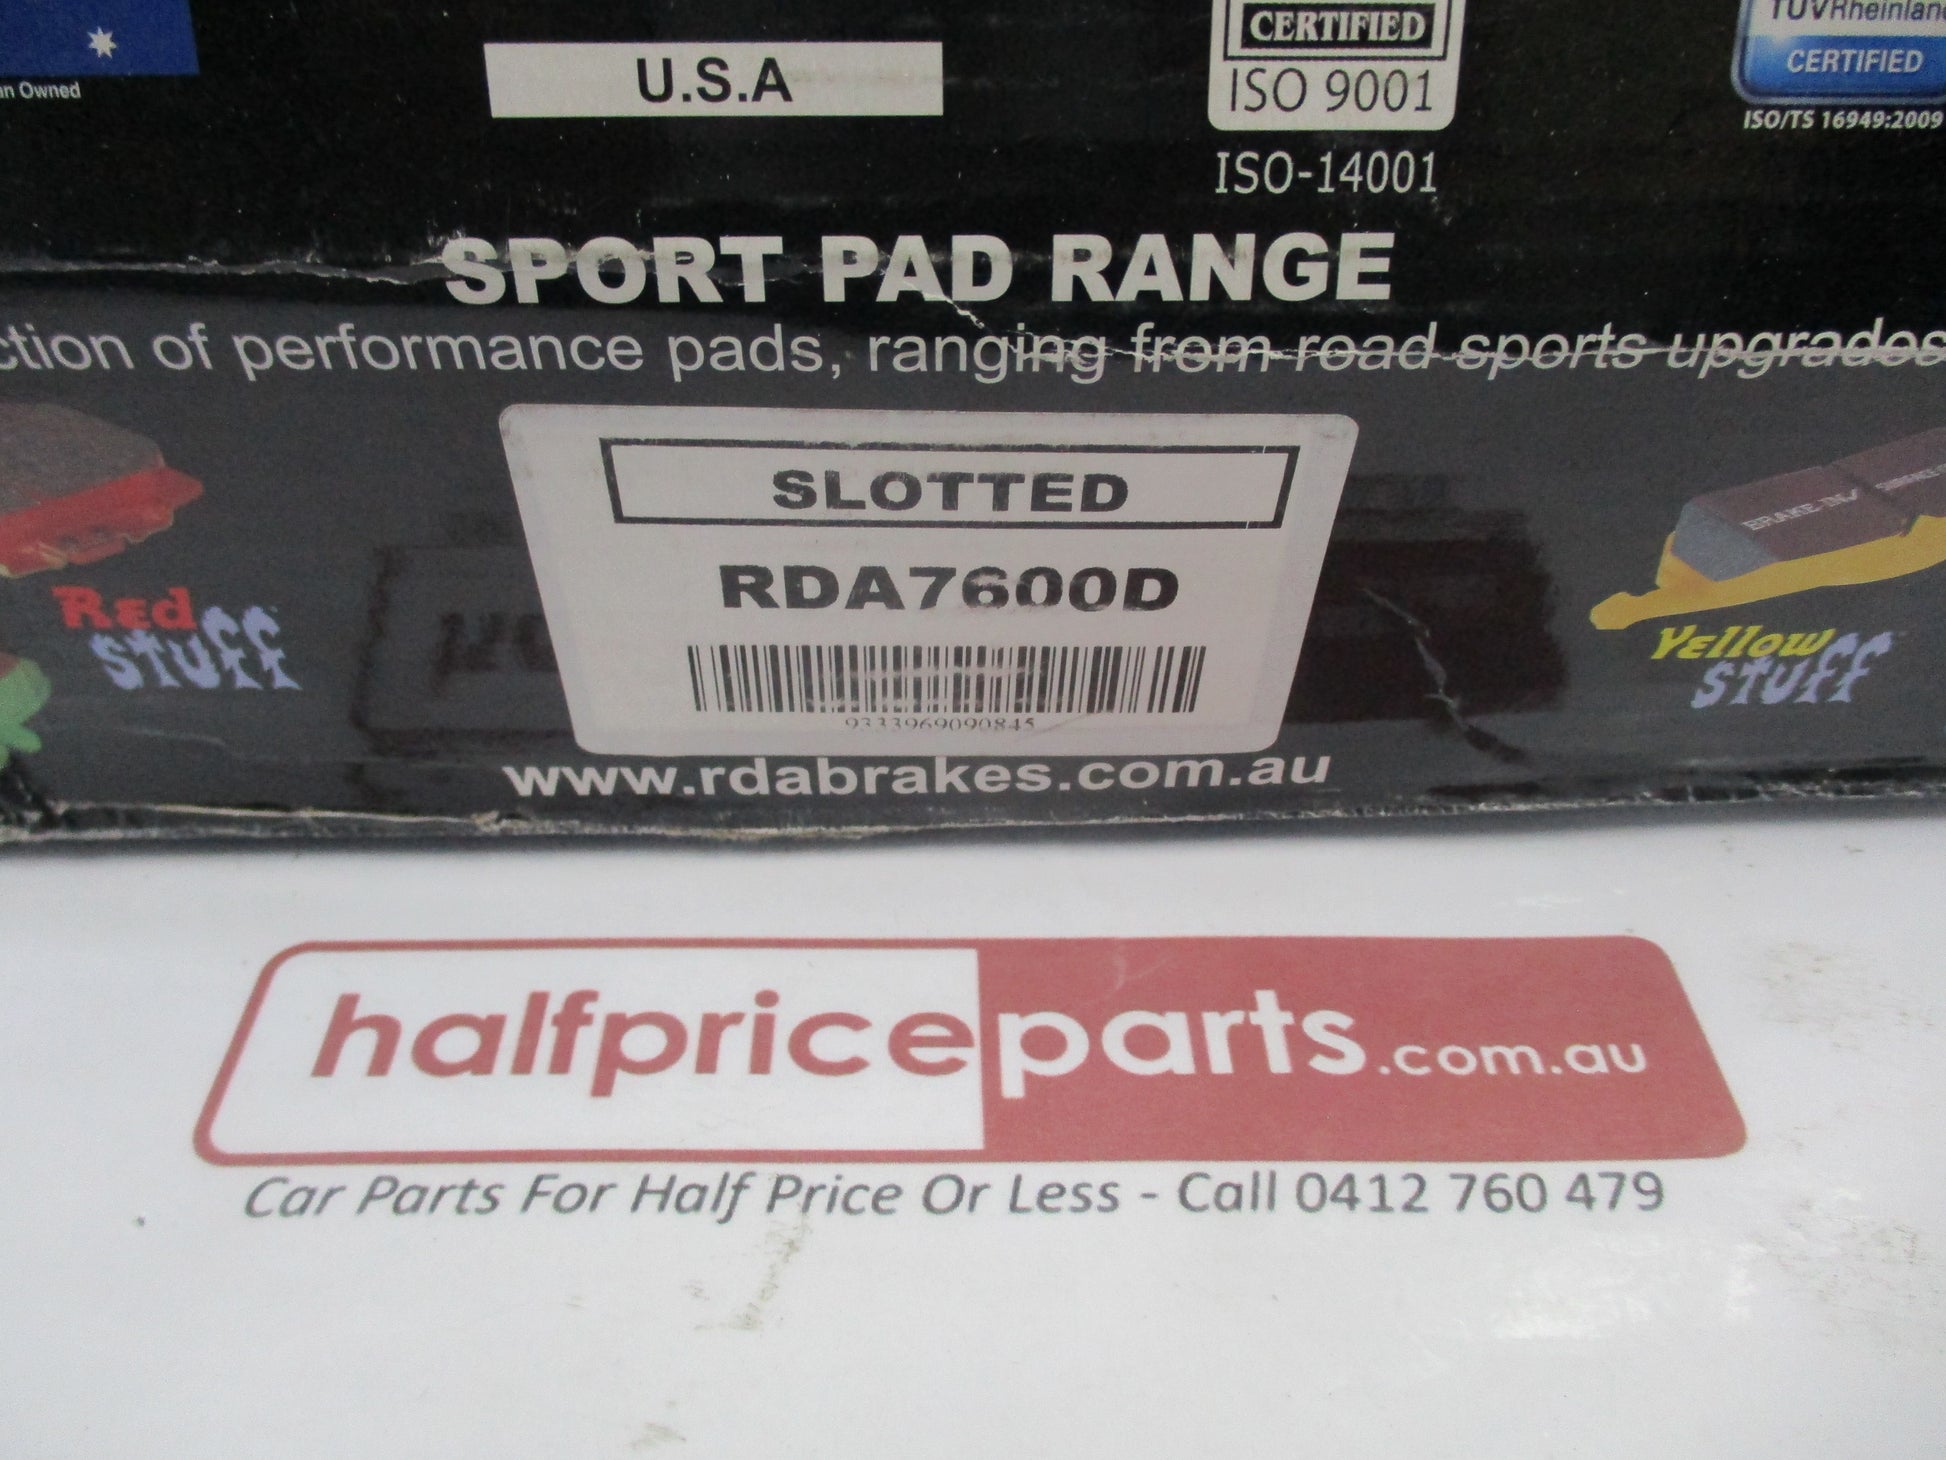 TÜVRheinland
CERTIFIED
ISO/TS 16949:2009
CERTIFIED
ISO 9001
ISO-14001
U.S.A
Owned
SPORT PAD RANGE
of performance pads, ranging from road sports upgrades
Red
Stuff
SLOTTED
RDA7600D
9333969090845
www.rdabrakes.com.au
Yellow
Stuff
halfpriceparts.com.au
Car Parts For Half Price Or Less - Call 0412 760 479